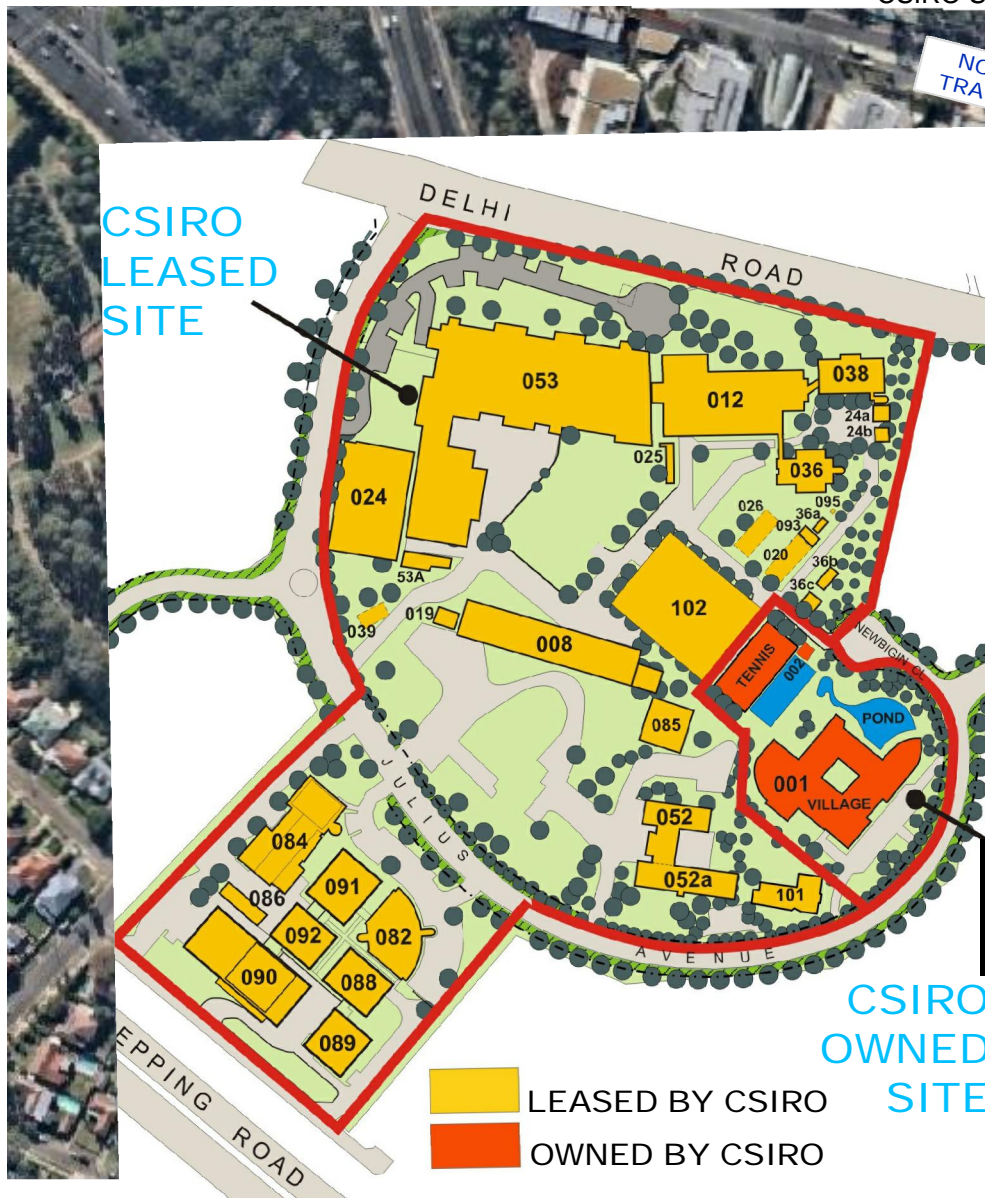 DELHI
ROAD
CSIRO
LEASED
SITE
053
012
038
24a
24b
025
036
024
095
36a
026
093
020
36b
53A
36c
102
019
039
008
NEWBIGIN CL
TENNIS
002
085
POND
001
VILLAGE
JULIUS
AVENUE
052
052a
101
084
091
086
092
082
090
088
089
CSIRO
OWNED
SITE
EPPING ROAD
LEASED BY CSIRO
OWNED BY CSIRO